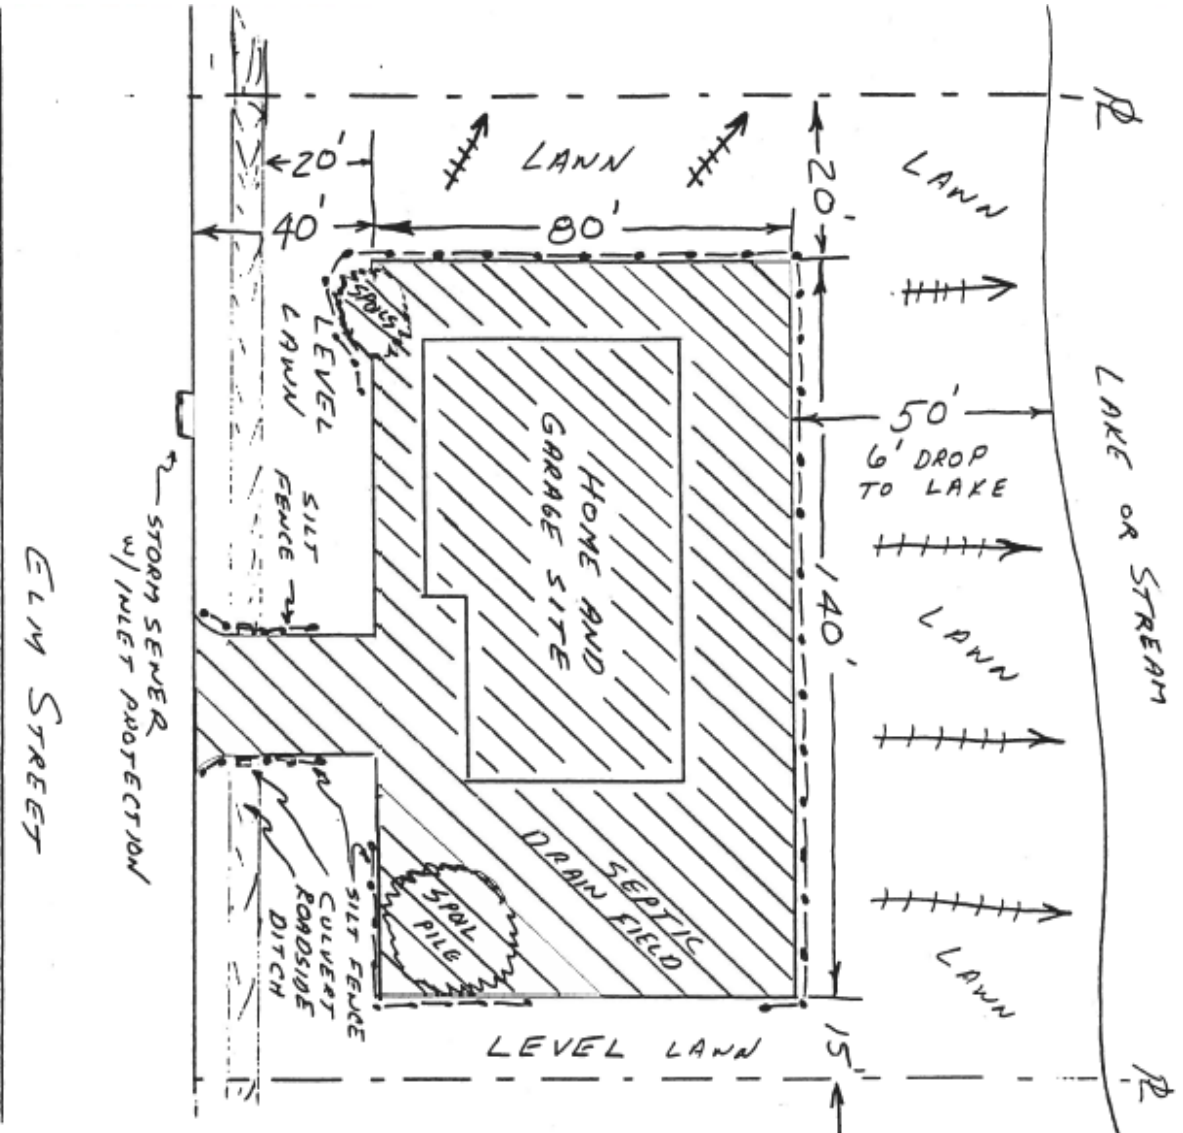 PL
LAWN
LAWN
20'
20'
40'
80'
SPOILS
LEVEL
LAWN
50'
6' DROP
TO LAKE
LAKE OR STREAM
HOME AND
GARAGE SITE
SILT
FENCE
STORM SEWER
W/ INLET PROTECTION
140'
LAWN
ELM STREET
SEPTIC
DRAIN FIELD
SPOIL
PILE
SILT FENCE
CULVERT
ROADSIDE
DITCH
LAWN
LEVEL LAWN
15'
PL